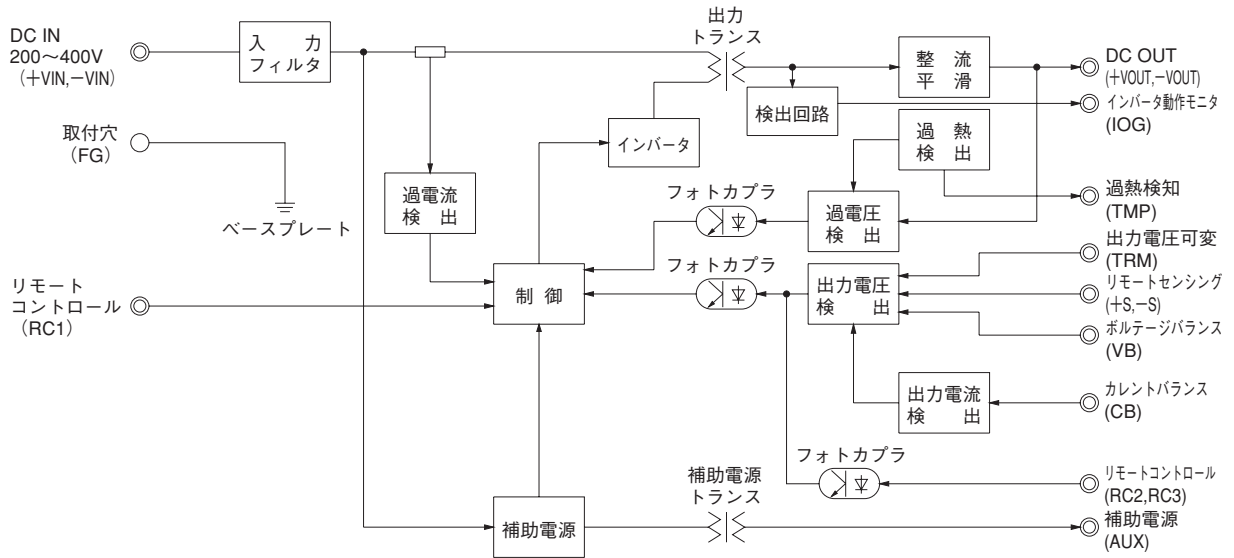 DC IN
200～400V
（＋VIN,－VIN）
入　力
フィルタ
出力
トランス
整　流
平　滑
DC OUT
(＋VOUT,－VOUT)
検出回路
インバータ動作モニタ
(IOG)
取付穴
（FG）
ベースプレート
インバータ
過　熱
検　出
過電流
検　出
フォトカプラ
過電圧
検　出
過熱検知
(TMP)
出力電圧可変
(TRM)
フォトカプラ
リモート
コントロール
（RC1）
制 御
出力電圧
検　出
リモートセンシング
(＋S,－S)
ボルテージバランス
(VB)
出力電流
検　出
カレントバランス
(CB)
フォトカプラ
リモートコントロール
(RC2,RC3)
補助電源
補助電源
トランス
補助電源
(AUX)